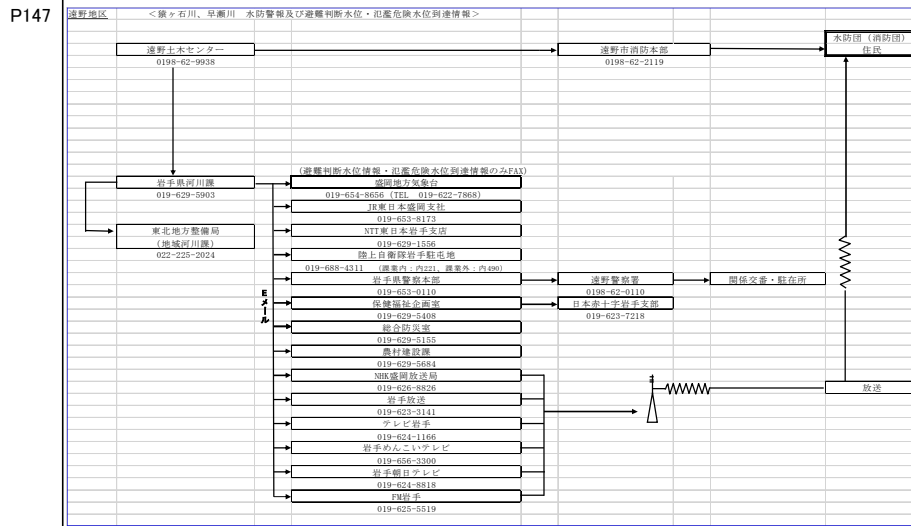 P147
遠野地区 <猿ヶ石川、早瀬川 水防警報及び避難判断水位・氾濫危険水位到達情報>
水防団（消防団）
住民
遠野土木センター
0198-62-9938
遠野市消防本部
0198-62-2119
(避難判断水位情報・氾濫危険水位到達情報のみFAX)
岩手県河川課
019-629-5903
盛岡地方気象台
019-654-8656 (TEL 019-622-7868)
JR東日本盛岡支社
019-653-8173
東北地方整備局
(地域河川課)
022-225-2024
NTT東日本岩手支店
019-629-1556
陸上自衛隊岩手駐屯地
019-688-4311 (課業内：内221、課業外：内490)
岩手県警察本部
019-653-0110
遠野警察署
0198-62-0110
関係交番・駐在所
Eメール
保健福祉企画室
019-629-5408
日本赤十字岩手支部
019-623-7218
総合防災室
019-629-5155
農村建設課
019-629-5684
NHK盛岡放送局
019-626-8826
放送
岩手放送
019-623-3141
テレビ岩手
019-624-1166
岩手めんこいテレビ
019-656-3300
岩手朝日テレビ
019-624-8818
FM岩手
019-625-5519